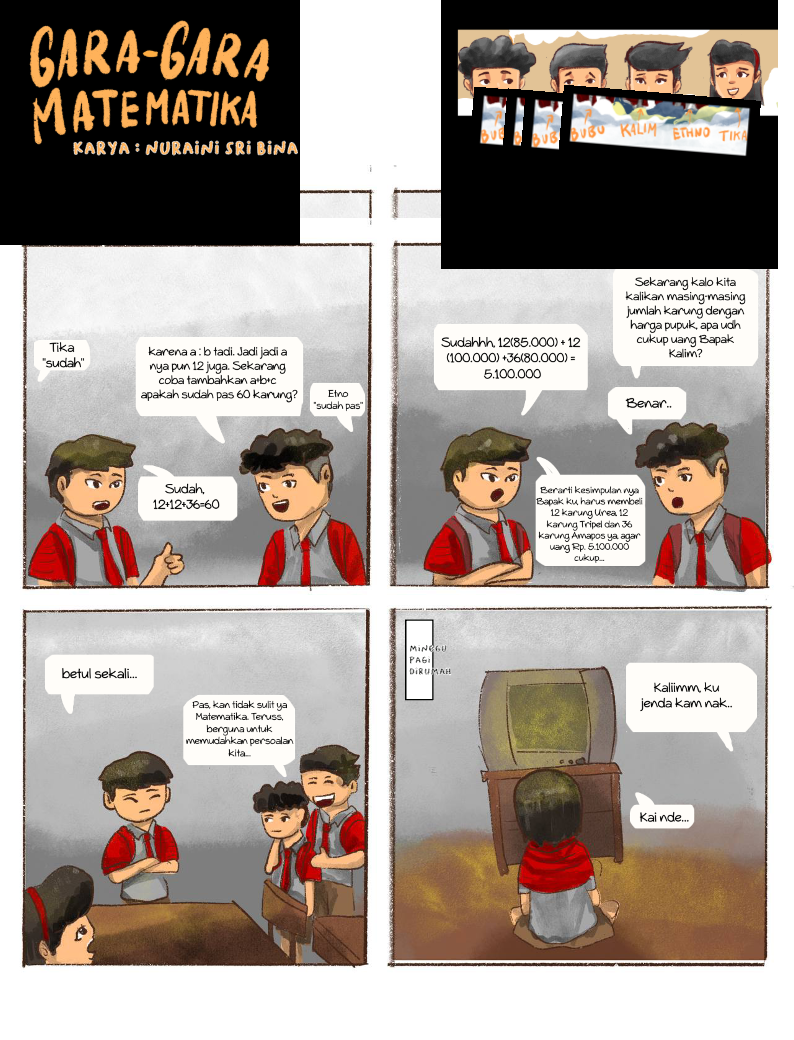 GARA-GARA
MATEMATIKA
KARYA : NURAINI SRI BINA
BUBU
BUBU
BUBU KALIM ETHNO TIKA
Tika
"sudah"
karena a : b tadi. Jadi jadi a
nya pun 12 juga. Sekarang
coba tambahkan a+b+c
apakah sudah pas 60 karung?
Etno
"sudah pas"
Sudah,
12+12+36=60
Sekarang kalo kita
kalikan masing-masing
jumlah karung dengan
harga pupuk, apa udh
cukup uang Bapak
Kalim?
Sudahhh, 12(85.000) + 12
(100.000) +36(80.000) =
5.100.000
Benar..
Berarti kesimpulan nya
Bapak ku, harus membeli
12 karung Urea, 12
karung Tripel dan 36
karung Amapos ya, agar
uang Rp. 5.100.000
cukup...
betul sekali...
Pas, kan tidak sulit ya
Matematika. Teruss,
berguna untuk
memudahkan persoalan
kita...
MINGGU
PAGI
DIRUMAH
Kaliimm, ku
jenda kam nak..
Kai nde...